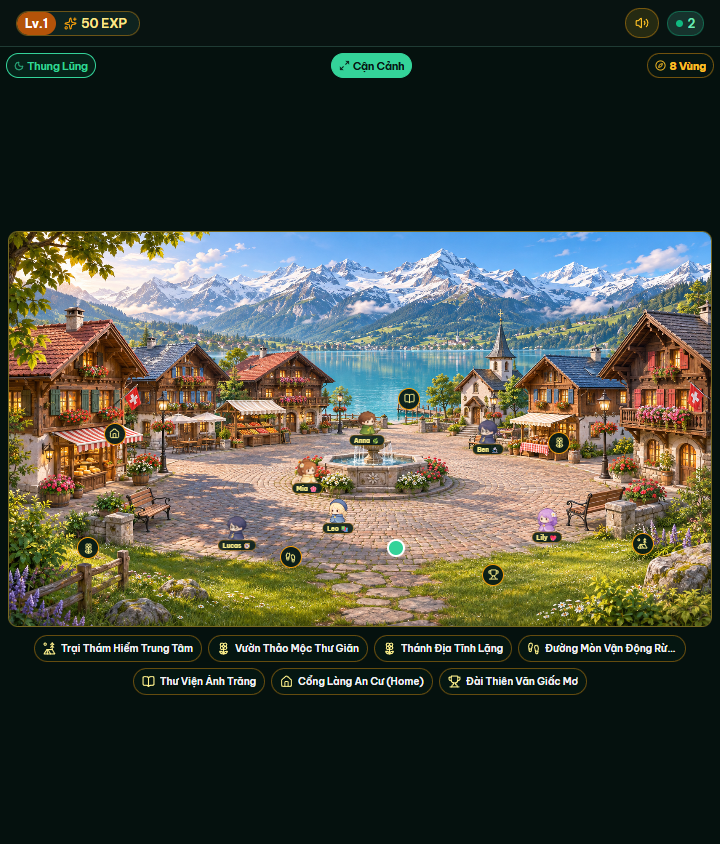 Lv.1 50 EXP 2
Thung Lũng Cận Cảnh 8 Vùng
Anna
Ben
Mia
Leo
Lucas
Lily
Trại Thám Hiểm Trung Tâm Vườn Thảo Mộc Thư Giãn Thánh Địa Tĩnh Lặng Đường Mòn Vận Động Rừ...
Thư Viện Ánh Trăng Cổng Làng An Cư (Home) Đài Thiên Văn Giấc Mơ